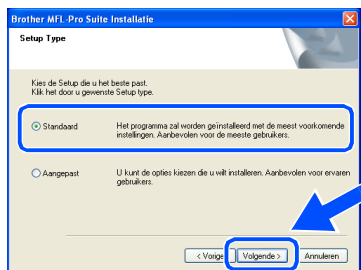 Brother MFL-Pro Suite Installatie
Setup Type
Kies de Setup die u het beste past.
Klik het door u gewenste Setup type.
Standaard
Het programma zal worden geïnstalleerd met de meest voorkomende
instellingen. Aanbevolen voor de meeste gebruikers.
Aangepast
U kunt de opties kiezen die u wilt installeren. Aanbevolen voor ervaren
gebruikers.
< Vorige Volgende > Annuleren